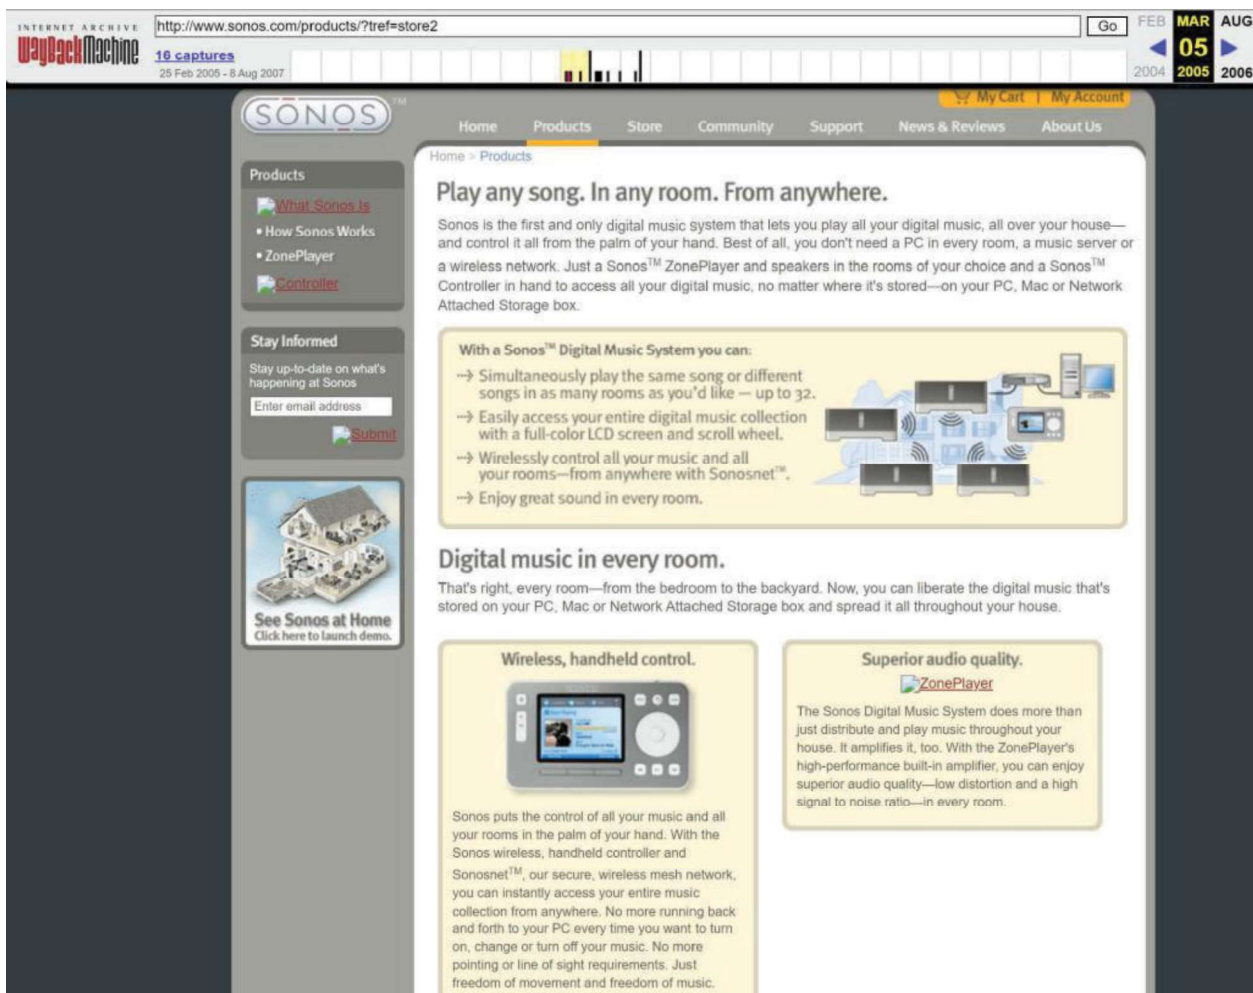 INTERNET ARCHIVE
WayBackMachine
http://www.sonos.com/products/?tref=store2
Go
FEB MAR AUG
16 captures
05
25 Feb 2005 - 8 Aug 2007
2004 2005 2006
SONOS TM
My Cart | My Account
Home Products Store Community Support News & Reviews About Us
Home > Products
Products
What Sonos Is
• How Sonos Works
• ZonePlayer
Controller
Stay Informed
Stay up-to-date on what's
happening at Sonos
Enter email address
Submit
See Sonos at Home
Click here to launch demo.
Play any song. In any room. From anywhere.
Sonos is the first and only digital music system that lets you play all your digital music, all over your house—
and control it all from the palm of your hand. Best of all, you don't need a PC in every room, a music server or
a wireless network. Just a Sonos™ ZonePlayer and speakers in the rooms of your choice and a Sonos™
Controller in hand to access all your digital music, no matter where it's stored—on your PC, Mac or Network
Attached Storage box.
With a Sonos™ Digital Music System you can:
Simultaneously play the same song or different
songs in as many rooms as you'd like — up to 32.
Easily access your entire digital music collection
with a full-color LCD screen and scroll wheel.
Wirelessly control all your music and all
your rooms—from anywhere with Sonosnet™.
Enjoy great sound in every room.
Digital music in every room.
That's right, every room—from the bedroom to the backyard. Now, you can liberate the digital music that's
stored on your PC, Mac or Network Attached Storage box and spread it all throughout your house.
Wireless, handheld control.
Sonos puts the control of all your music and all
your rooms in the palm of your hand. With the
Sonos wireless, handheld controller and
Sonosnet™, our secure, wireless mesh network,
you can instantly access your entire music
collection from anywhere. No more running back
and forth to your PC every time you want to turn
on, change or turn off your music. No more
pointing or line of sight requirements. Just
freedom of movement and freedom of music.
Superior audio quality.
ZonePlayer
The Sonos Digital Music System does more than
just distribute and play music throughout your
house. It amplifies it, too. With the ZonePlayer's
high-performance built-in amplifier, you can enjoy
superior audio quality—low distortion and a high
signal to noise ratio—in every room.